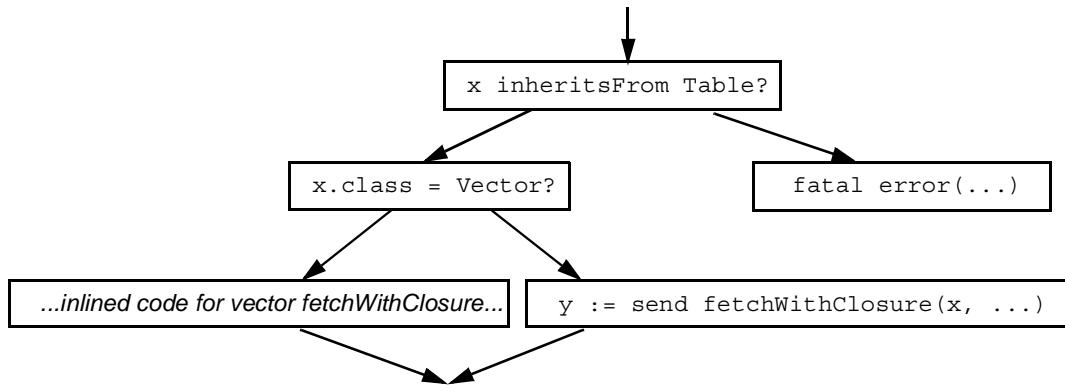 x inheritsFrom Table?
x.class = Vector?
fatal error(...)
...inlined code for vector fetchWithClosure...
y := send fetchWithClosure(x, ...)